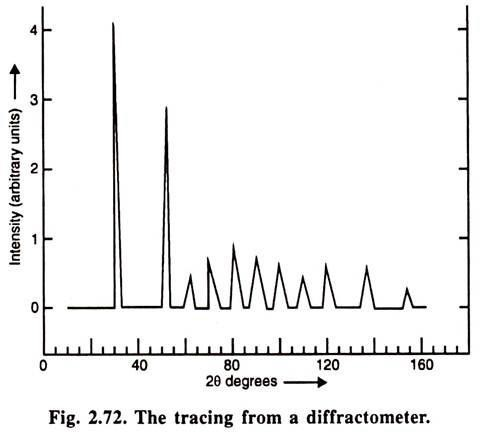 4
3
2
1
0
Intensity (arbitrary units)
0 40 80 120 160
2θ degrees
Fig. 2.72. The tracing from a diffractometer.